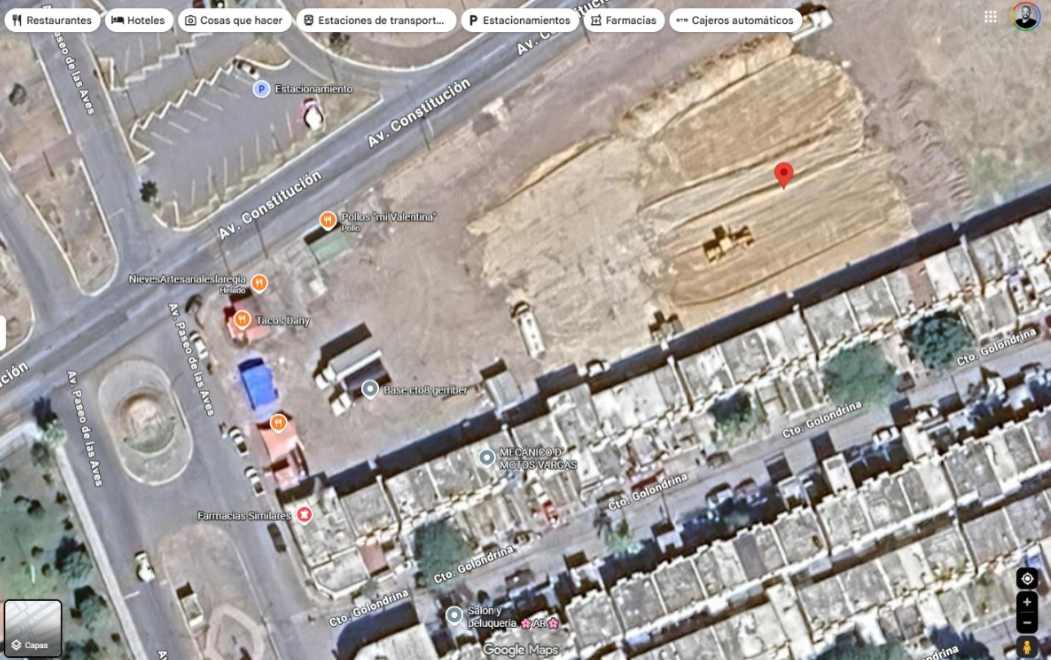 Restaurantes
Hoteles
Cosas que hacer
Estaciones de transport...
Estacionamientos
Farmacias
ATM
Cajeros automáticos
Av. Constitución
Paseo de las Aves
P
Estacionamiento
Av. Constitución
Av. Constitución
Pollos "mi Valentina"
Pollo
NievesArtesanaleslaregia
Helado
Tacos Dany
Av. Paseo de las Aves
ción
Av. Paseo de las Aves
Base cto8 gember
Cto. Golondrina
Cto. Golondrina
MECÁNICO D
MOTOS VARGAS
Cto. Golondrina
Farmacias Similares
Cto. Golondrina
Cto. Golondrina
Salón y
peluquería 🌸AR🌸
Capas
Google Maps